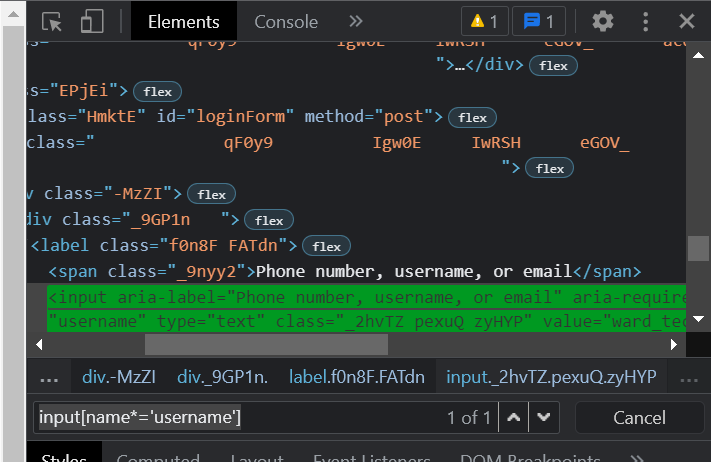 Elements Console 1 1
qF0y9 Igw0E IwRSH eGOV_
">…</div> flex
ss="EPjEi"> flex
class="HmktE" id="loginForm" method="post"> flex
class=" qF0y9 Igw0E IwRSH eGOV_
"> flex
v class="-MzZI"> flex
div class="_9GP1n "> flex
<label class="f0n8F FATdn"> flex
<span class="_9nyy2">Phone number, username, or email</span>
<input aria-label="Phone number, username, or email" aria-require
"username" type="text" class="_2hvTZ pexuQ zyHYP" value="ward_tec
... div.-MzZI div._9GP1n. label.f0n8F.FATdn input._2hvTZ.pexuQ.zyHYP ...
input[name*='username'] 1 of 1 Cancel
Styles Computed Layout Event Listeners DOM Breakpoints